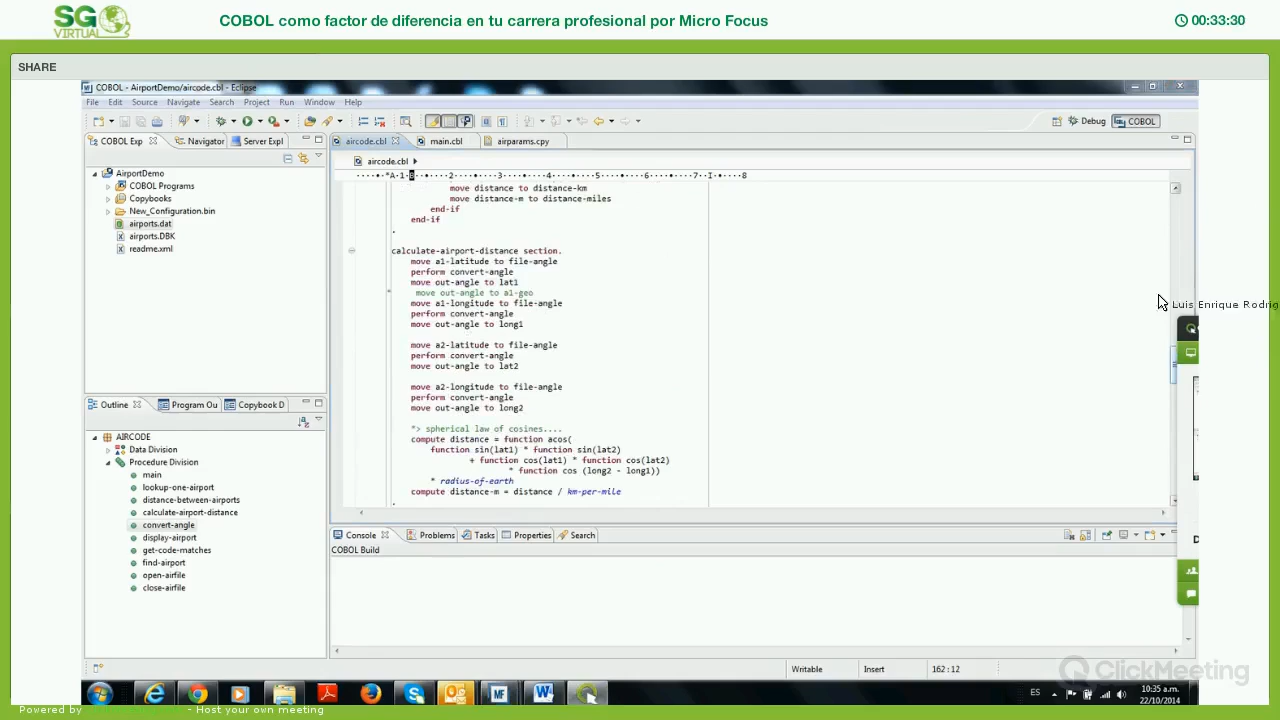 SG
VIRTUAL
COBOL como factor de diferencia en tu carrera profesional por Micro Focus
00:33:30
SHARE
COBOL - AirportDemo/aircode.cbl - Eclipse
File Edit Source Navigate Search Project Run Window Help
Debug COBOL
COBOL Exp Navigator Server Expl
aircode.cbl main.cbl airparams.cpy
AirportDemo
COBOL Programs
Copybooks
New_Configuration.bin
airports.dat
airports.DBK
readme.xml
aircode.cbl
move distance to distance-km
move distance-m to distance-miles
end-if
end-if
.
calculate-airport-distance section.
move a1-latitude to file-angle
perform convert-angle
move out-angle to lat1
* move out-angle to a1-geo
move a1-longitude to file-angle
perform convert-angle
move out-angle to long1
move a2-latitude to file-angle
perform convert-angle
move out-angle to lat2
move a2-longitude to file-angle
perform convert-angle
move out-angle to long2
*> spherical law of cosines....
compute distance = function acos(
function sin(lat1) * function sin(lat2)
+ function cos(lat1) * function cos(lat2)
* function cos (long2 - long1))
* radius-of-earth
compute distance-m = distance / km-per-mile
.
Luis Enrique Rodrig
Outline Program Ou Copybook D
AIRCODE
Data Division
Procedure Division
main
lookup-one-airport
distance-between-airports
calculate-airport-distance
convert-angle
display-airport
get-code-matches
find-airport
open-airfile
close-airfile
Console Problems Tasks Properties Search
COBOL Build
Writable Insert 162:12
ClickMeeting
ES 10:35 a.m.
22/10/2014
Powered by - Host your own meeting